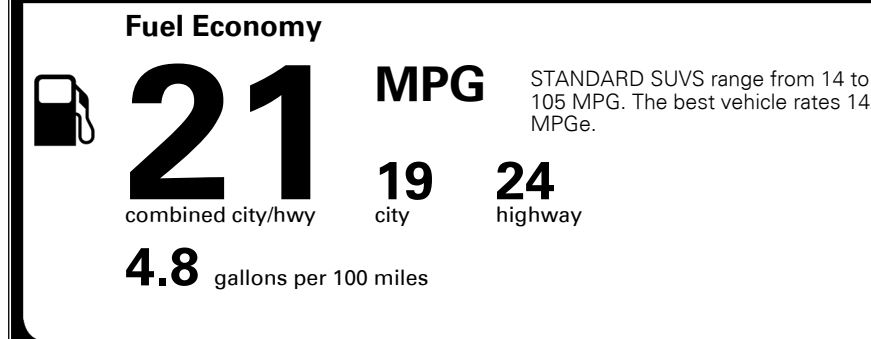 Fuel Economy
21
MPG
STANDARD SUVS range from 14 to
105 MPG. The best vehicle rates
MPGe.
19
24
combined city/hwy
city
highway
4.8 gallons per 100 miles